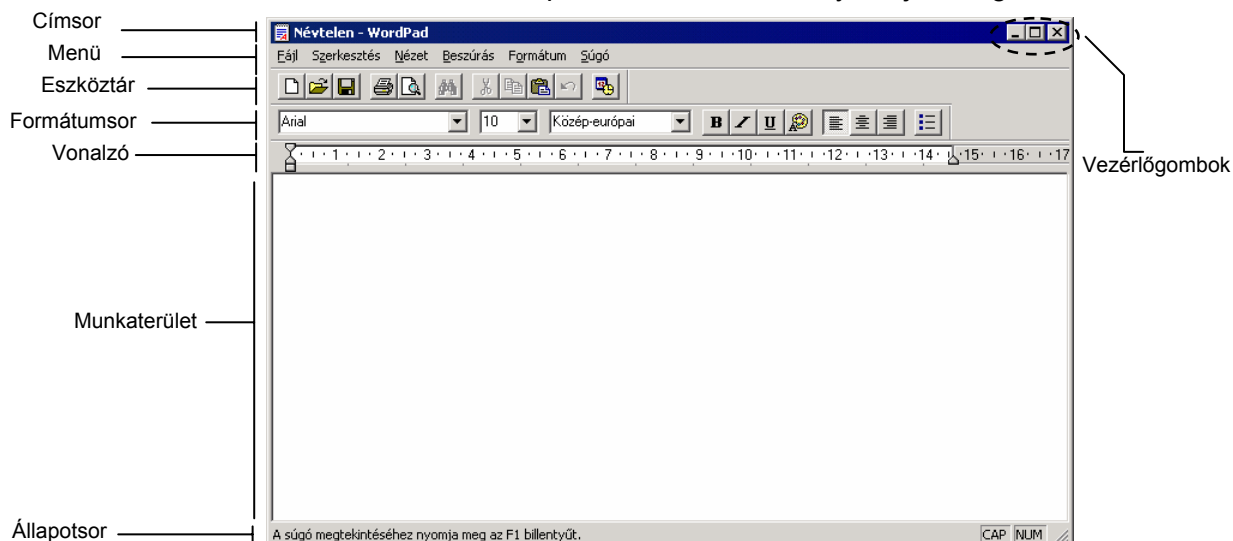 Címsor
Menü
Eszköztár
Formátumsor
Vonalzó
Munkaterület
Állapotsor
Névtelen - WordPad
Fájl Szerkesztés Nézet Beszúrás Formátum Súgó
Arial 10 Közép-európai B / U
1 2 3 4 5 6 7 8 9 10 11 12 13 14 15 16 17
A súgó megtekintéséhez nyomja meg az F1 billentyűt. CAP NUM
Vezérlőgombok